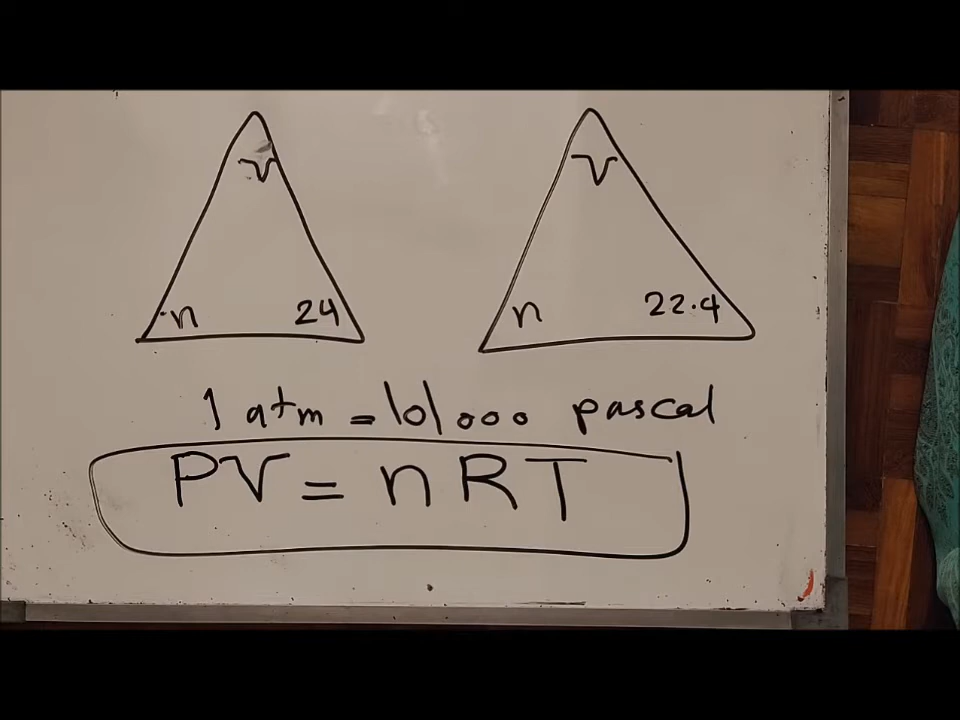 V V
n 24 n 22.4
1 atm = 101000 pascal
PV = nRT